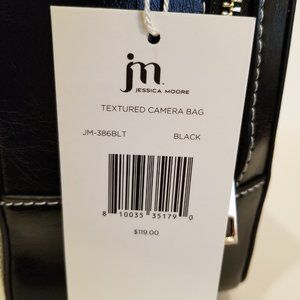 jm
JESSICA MOORE
TEXTURED CAMERA BAG
JM-386BLT BLACK
8 10035 35179 0
$119.00